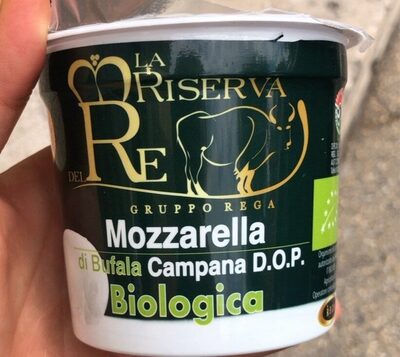 LA
RISERVA
DEL RE
GRUPPO REGA
Mozzarella
di Bufala Campana D.O.P.
Biologica